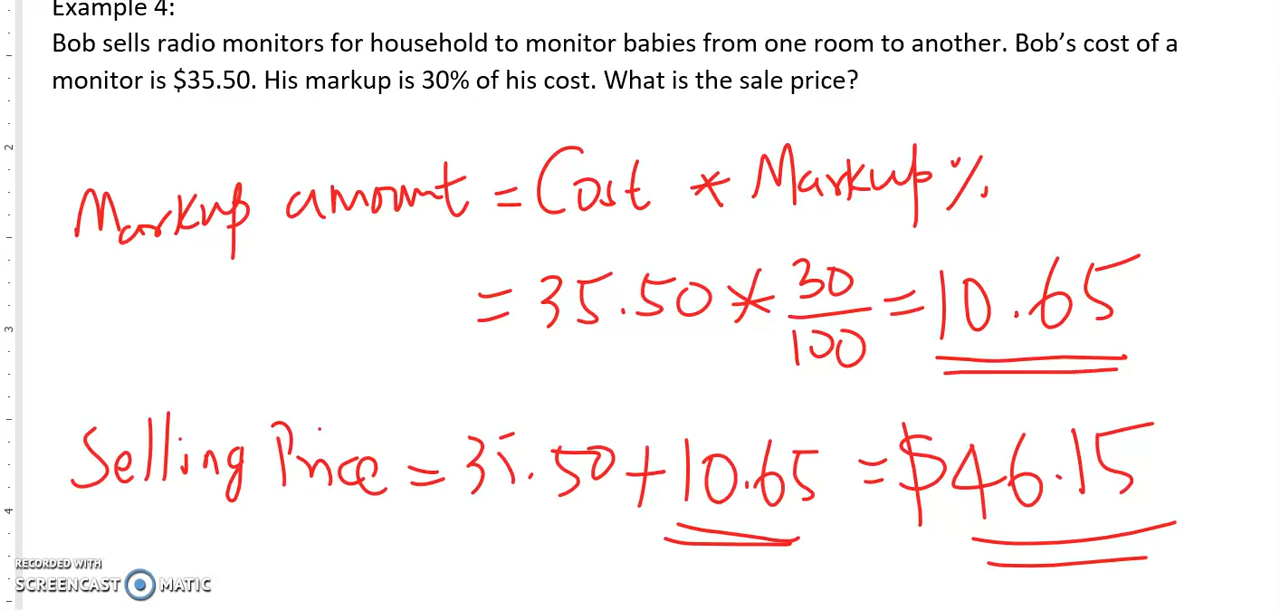 Example 4:
Bob sells radio monitors for household to monitor babies from one room to another. Bob’s cost of a
monitor is $35.50. His markup is 30% of his cost. What is the sale price?
Markup amount = Cost * Markup %
2
= 35.50 * 30/100 = 10.65
3
Selling Price = 35.50 + 10.65 = $46.15
4
RECORDED WITH
SCREENCAST MATIC